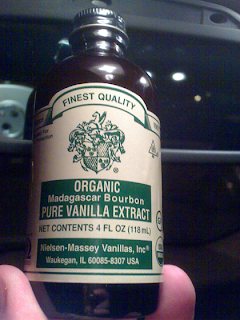 FINEST QUALITY
®
ORGANIC
Madagascar Bourbon
PURE VANILLA EXTRACT
NET CONTENTS 4 FL OZ (118 mL)
Nielsen-Massey Vanillas, Inc®
Waukegan, IL 60085-8307 USA